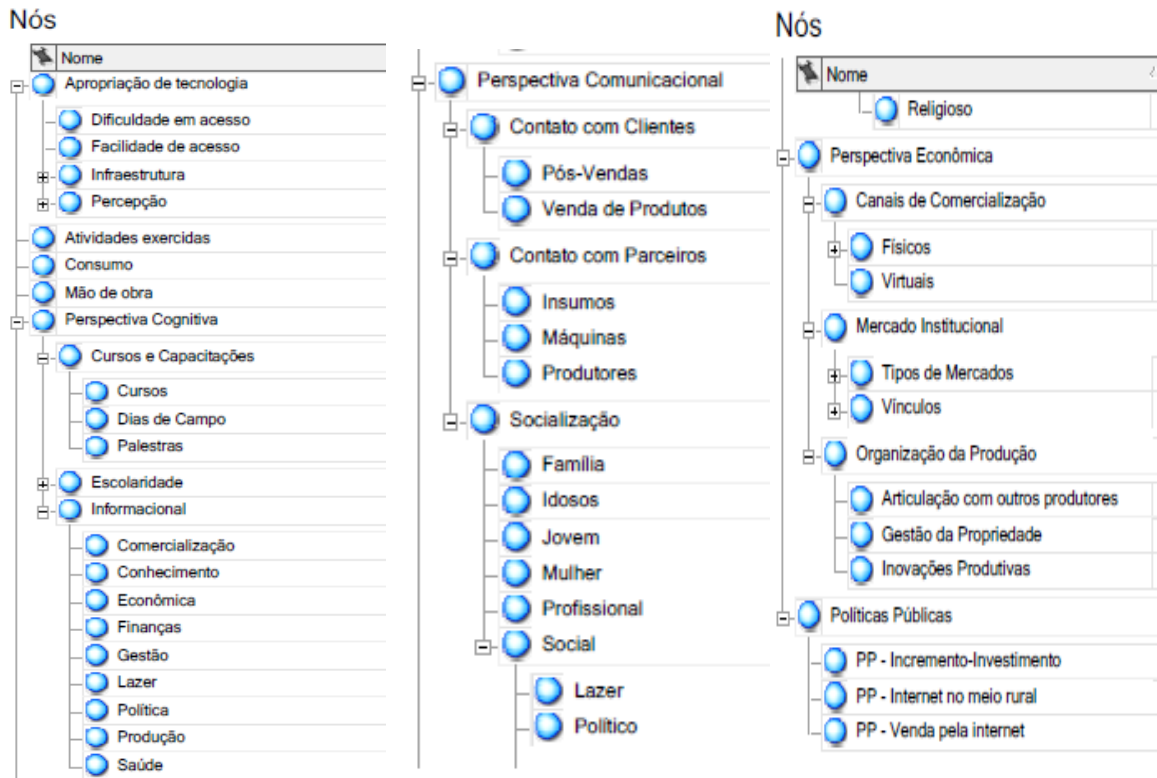 Nós
Nome
Apropriação de tecnologia
Dificuldade em acesso
Facilidade de acesso
Infraestrutura
Percepção
Atividades exercidas
Consumo
Mão de obra
Perspectiva Cognitiva
Cursos e Capacitações
Cursos
Dias de Campo
Palestras
Escolaridade
Informacional
Comercialização
Conhecimento
Econômica
Finanças
Gestão
Lazer
Política
Produção
Saúde
Perspectiva Comunicacional
Contato com Clientes
Pós-Vendas
Venda de Produtos
Contato com Parceiros
Insumos
Máquinas
Produtores
Socialização
Família
Idosos
Jovem
Mulher
Profissional
Social
Lazer
Político
Nós
Nome
Religioso
Perspectiva Econômica
Canais de Comercialização
Físicos
Virtuais
Mercado Institucional
Tipos de Mercados
Vínculos
Organização da Produção
Articulação com outros produtores
Gestão da Propriedade
Inovações Produtivas
Políticas Públicas
PP - Incremento-Investimento
PP - Internet no meio rural
PP - Venda pela internet